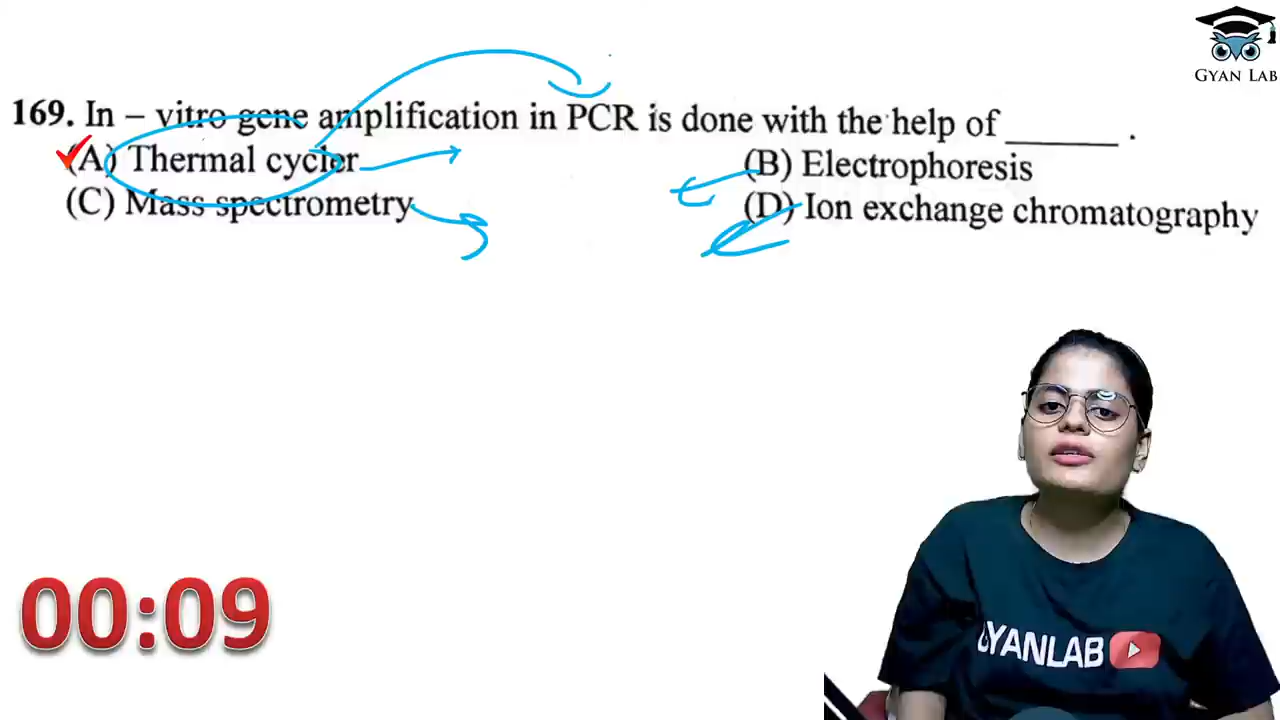 GYAN LAB
169. In – vitro gene amplification in PCR is done with the help of ______ .
(A) Thermal cycler (B) Electrophoresis
(C) Mass spectrometry (D) Ion exchange chromatography
00:09
GYANLAB